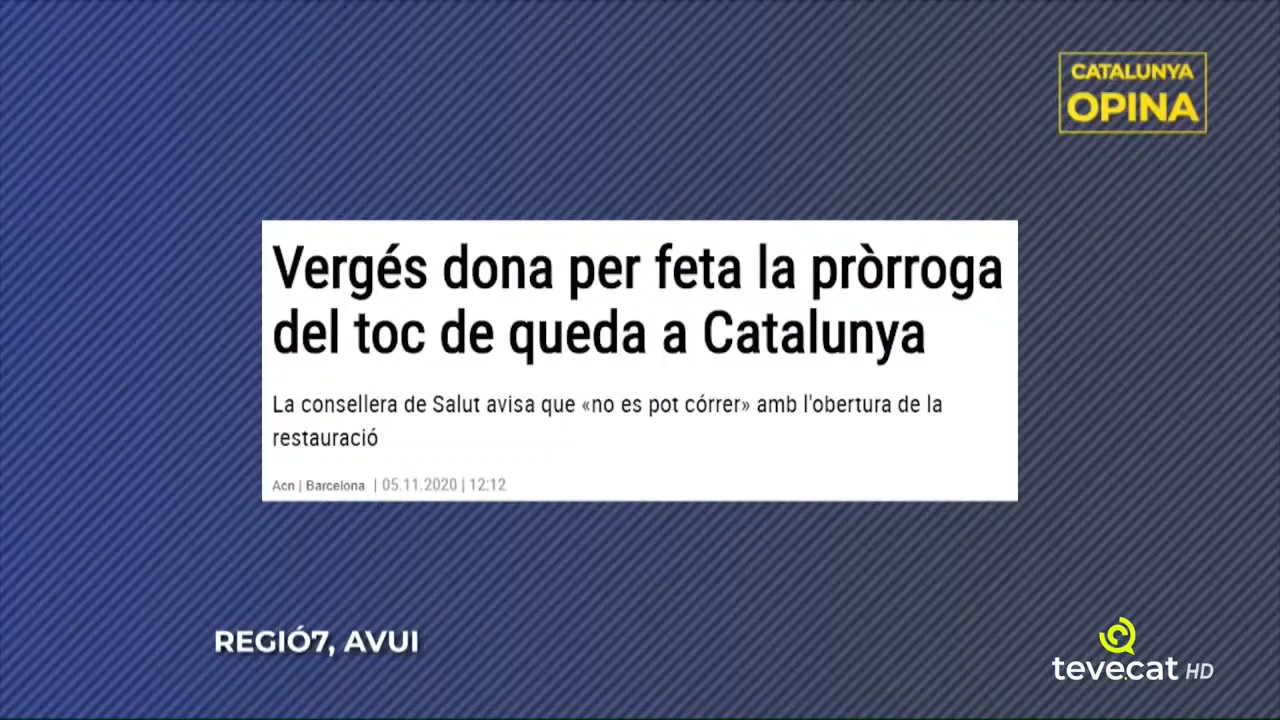 CATALUNYA
OPINA
Vergés dona per feta la pròrroga
del toc de queda a Catalunya
La consellera de Salut avisa que «no es pot córrer» amb l'obertura de la
restauració
Acn | Barcelona | 05.11.2020 | 12:12
REGIÓ7, AVUI
teve.cat HD